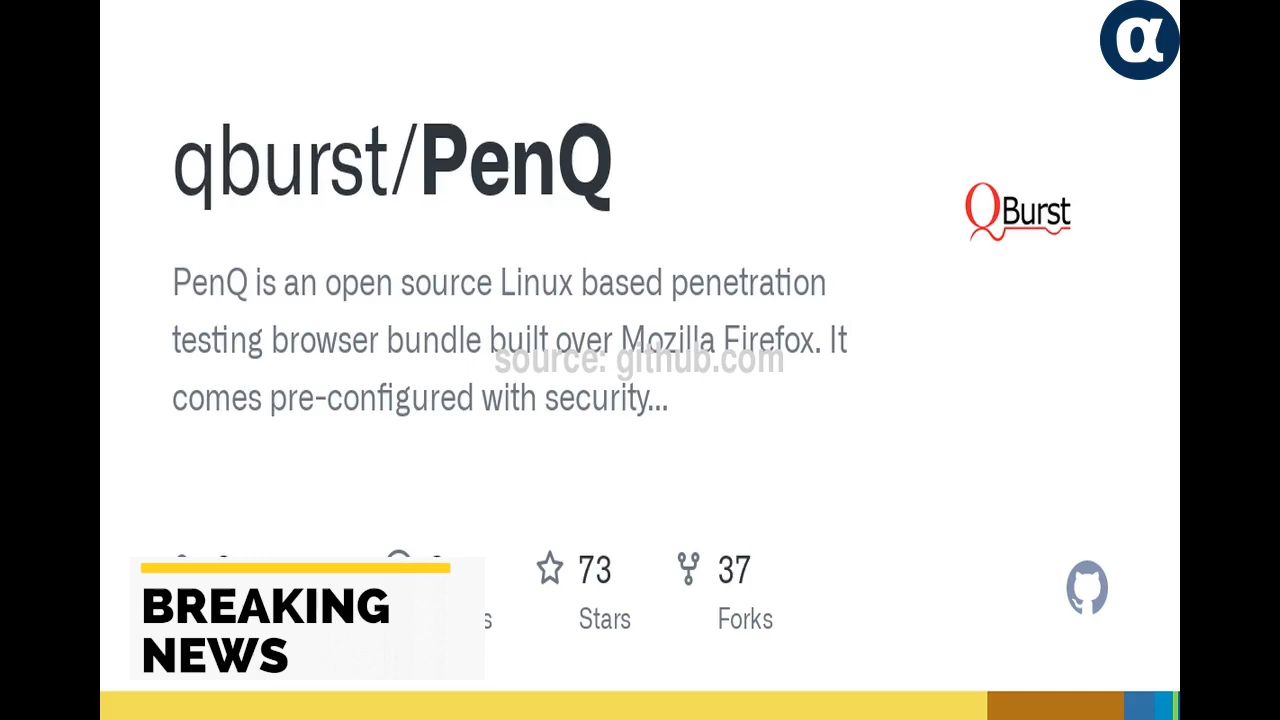 α
qburst/PenQ
QBurst
PenQ is an open source Linux based penetration
testing browser bundle built over Mozilla Firefox. It
source: github.com
comes pre-configured with security...
73
37
Stars
Forks
BREAKING
NEWS